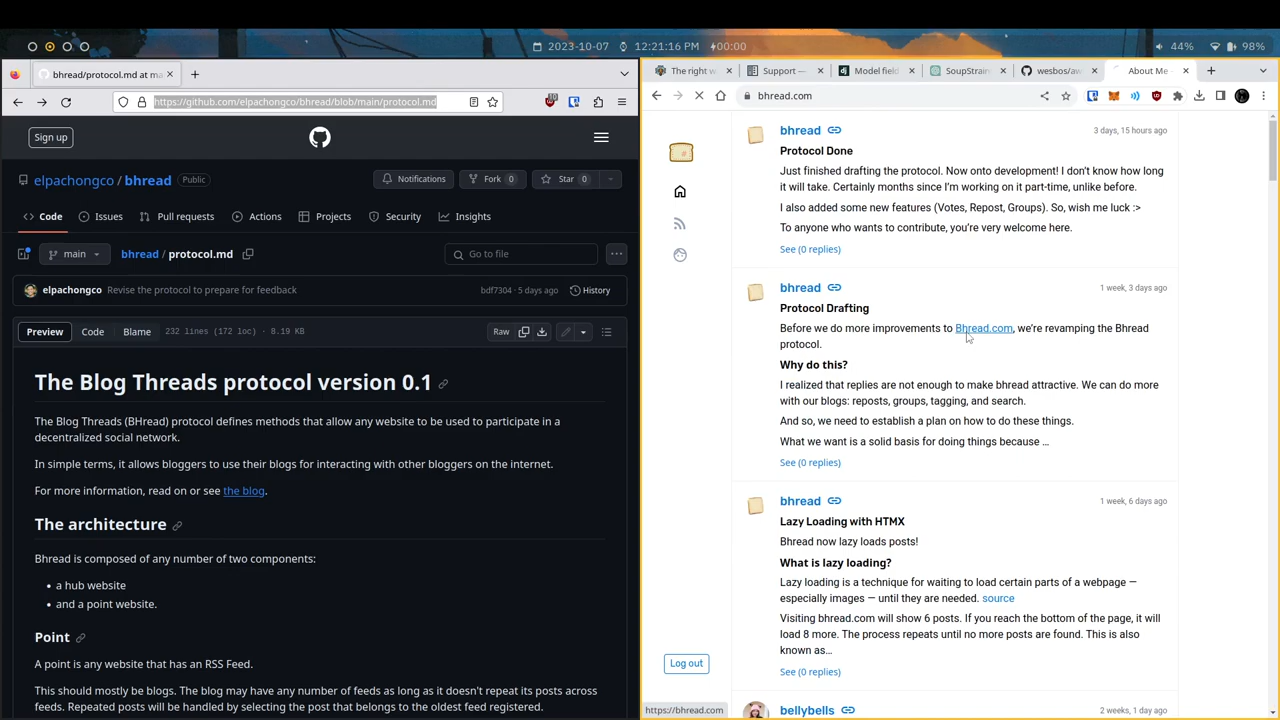 2023-10-07 12:21:16 PM 00:00 44% 98%
bhread/protocol.md at ma
https://github.com/elpachongco/bhread/blob/main/protocol.md
Sign up
elpachongco / bhread Public
Notifications Fork 0 Star 0
Code Issues Pull requests Actions Projects Security Insights
main bhread / protocol.md Go to file
elpachongco Revise the protocol to prepare for feedback bdf7304 · 5 days ago History
Preview Code Blame 232 lines (172 loc) · 8.19 KB Raw
The Blog Threads protocol version 0.1
The Blog Threads (BHread) protocol defines methods that allow any website to be used to participate in a
decentralized social network.
In simple terms, it allows bloggers to use their blogs for interacting with other bloggers on the internet.
For more information, read on or see the blog.
The architecture
Bhread is composed of any number of two components:
• a hub website
• and a point website.
Point
A point is any website that has an RSS Feed.
This should mostly be blogs. The blog may have any number of feeds as long as it doesn't repeat its posts across
feeds. Repeated posts will be handled by selecting the post that belongs to the oldest feed registered.
The right w Support — Model field SoupStrain wesbos/aw About Me -
bhread.com
bhread 3 days, 15 hours ago
Protocol Done
Just finished drafting the protocol. Now onto development! I don't know how long
it will take. Certainly months since I'm working on it part-time, unlike before.
I also added some new features (Votes, Repost, Groups). So, wish me luck :>
To anyone who wants to contribute, you're very welcome here.
See (0 replies)
bhread 1 week, 3 days ago
Protocol Drafting
Before we do more improvements to Bhread.com, we're revamping the Bhread
protocol.
Why do this?
I realized that replies are not enough to make bhread attractive. We can do more
with our blogs: reposts, groups, tagging, and search.
And so, we need to establish a plan on how to do these things.
What we want is a solid basis for doing things because …
See (0 replies)
bhread 1 week, 6 days ago
Lazy Loading with HTMX
Bhread now lazy loads posts!
What is lazy loading?
Lazy loading is a technique for waiting to load certain parts of a webpage —
especially images — until they are needed. source
Visiting bhread.com will show 6 posts. If you reach the bottom of the page, it will
load 8 more. The process repeats until no more posts are found. This is also
known as…
See (0 replies)
Log out
https://bhread.com
bellybells 2 weeks, 1 day ago